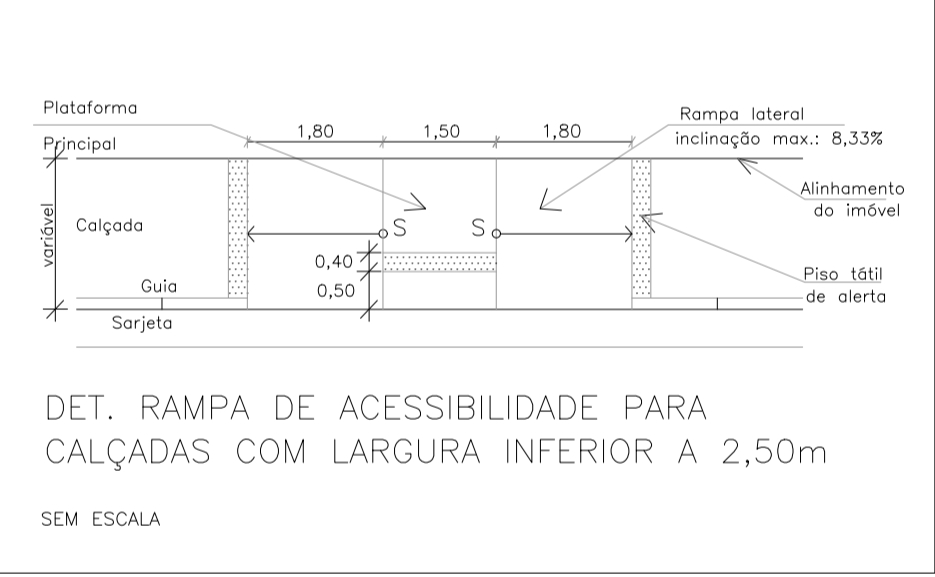 Plataforma
Principal
1,80
1,50
1,80
Rampa lateral
inclinação max.: 8,33%
Alinhamento
do imóvel
variável
Calçada
S
S
0,40
0,50
Guia
Piso tátil
de alerta
Sarjeta
DET. RAMPA DE ACESSIBILIDADE PARA
CALÇADAS COM LARGURA INFERIOR A 2,50m
SEM ESCALA